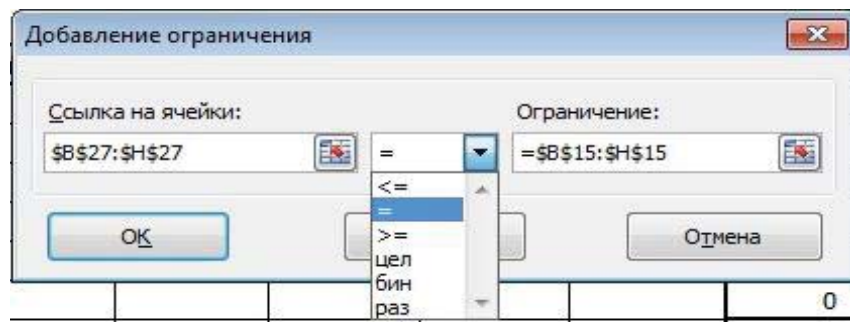 Добавление ограничения
Ссылка на ячейки:
Ограничение:
$B$27:$H$27
=
=$B$15:$H$15
<=
=
>=
цел
бин
раз
OK
Отмена
0